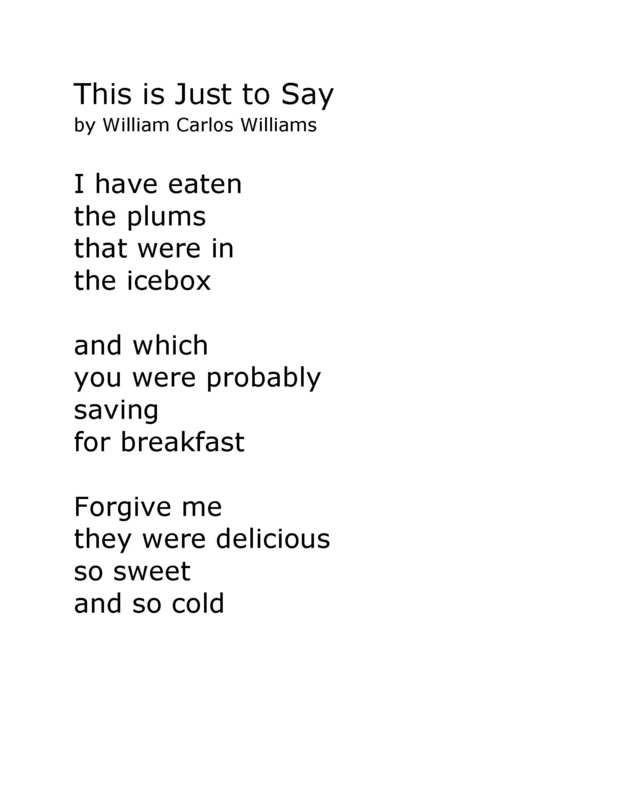 This is Just to Say
by William Carlos Williams
I have eaten
the plums
that were in
the icebox
and which
you were probably
saving
for breakfast
Forgive me
they were delicious
so sweet
and so cold